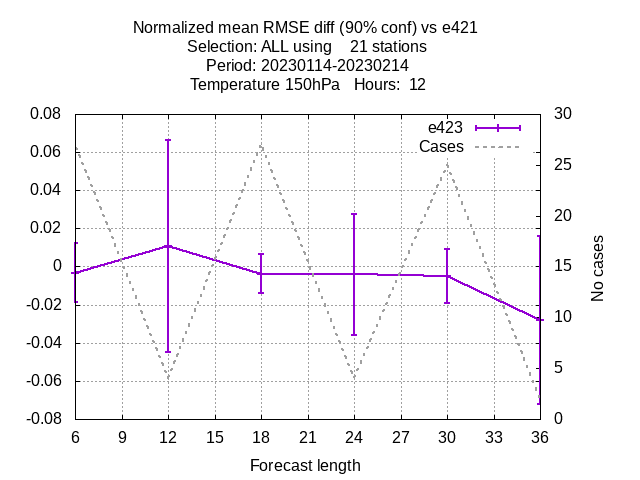 Normalized mean RMSE diff (90% conf) vs e421
Selection: ALL using    21 stations
Period: 20230114-20230214
Temperature 150hPa   Hours:  12
e423
Cases
0.08
0.06
0.04
0.02
0
-0.02
-0.04
-0.06
-0.08
30
25
20
15
10
5
0
No cases
6 9 12 15 18 21 24 27 30 33 36
Forecast length